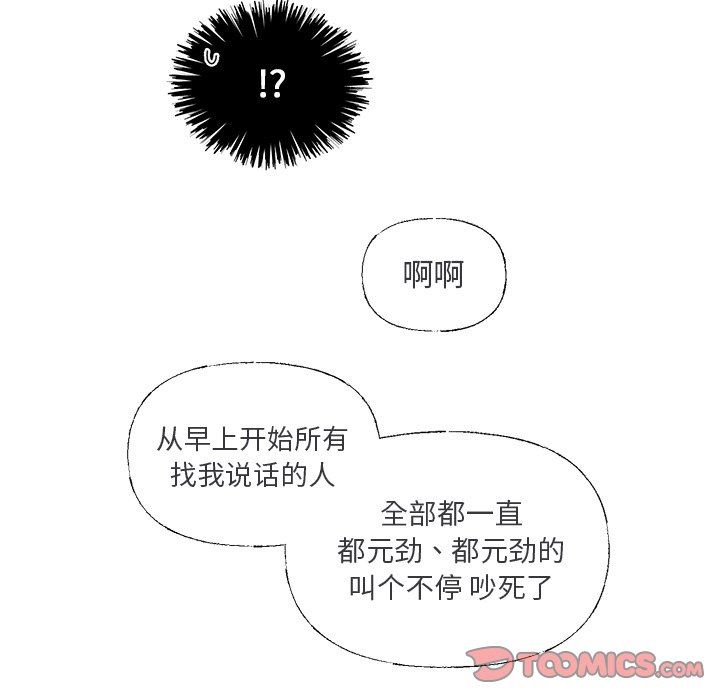 !?
啊啊
从早上开始所有
找我说话的人
全部都一直
都元劲、都元劲的
叫个不停 吵死了
TOOMICS.COM